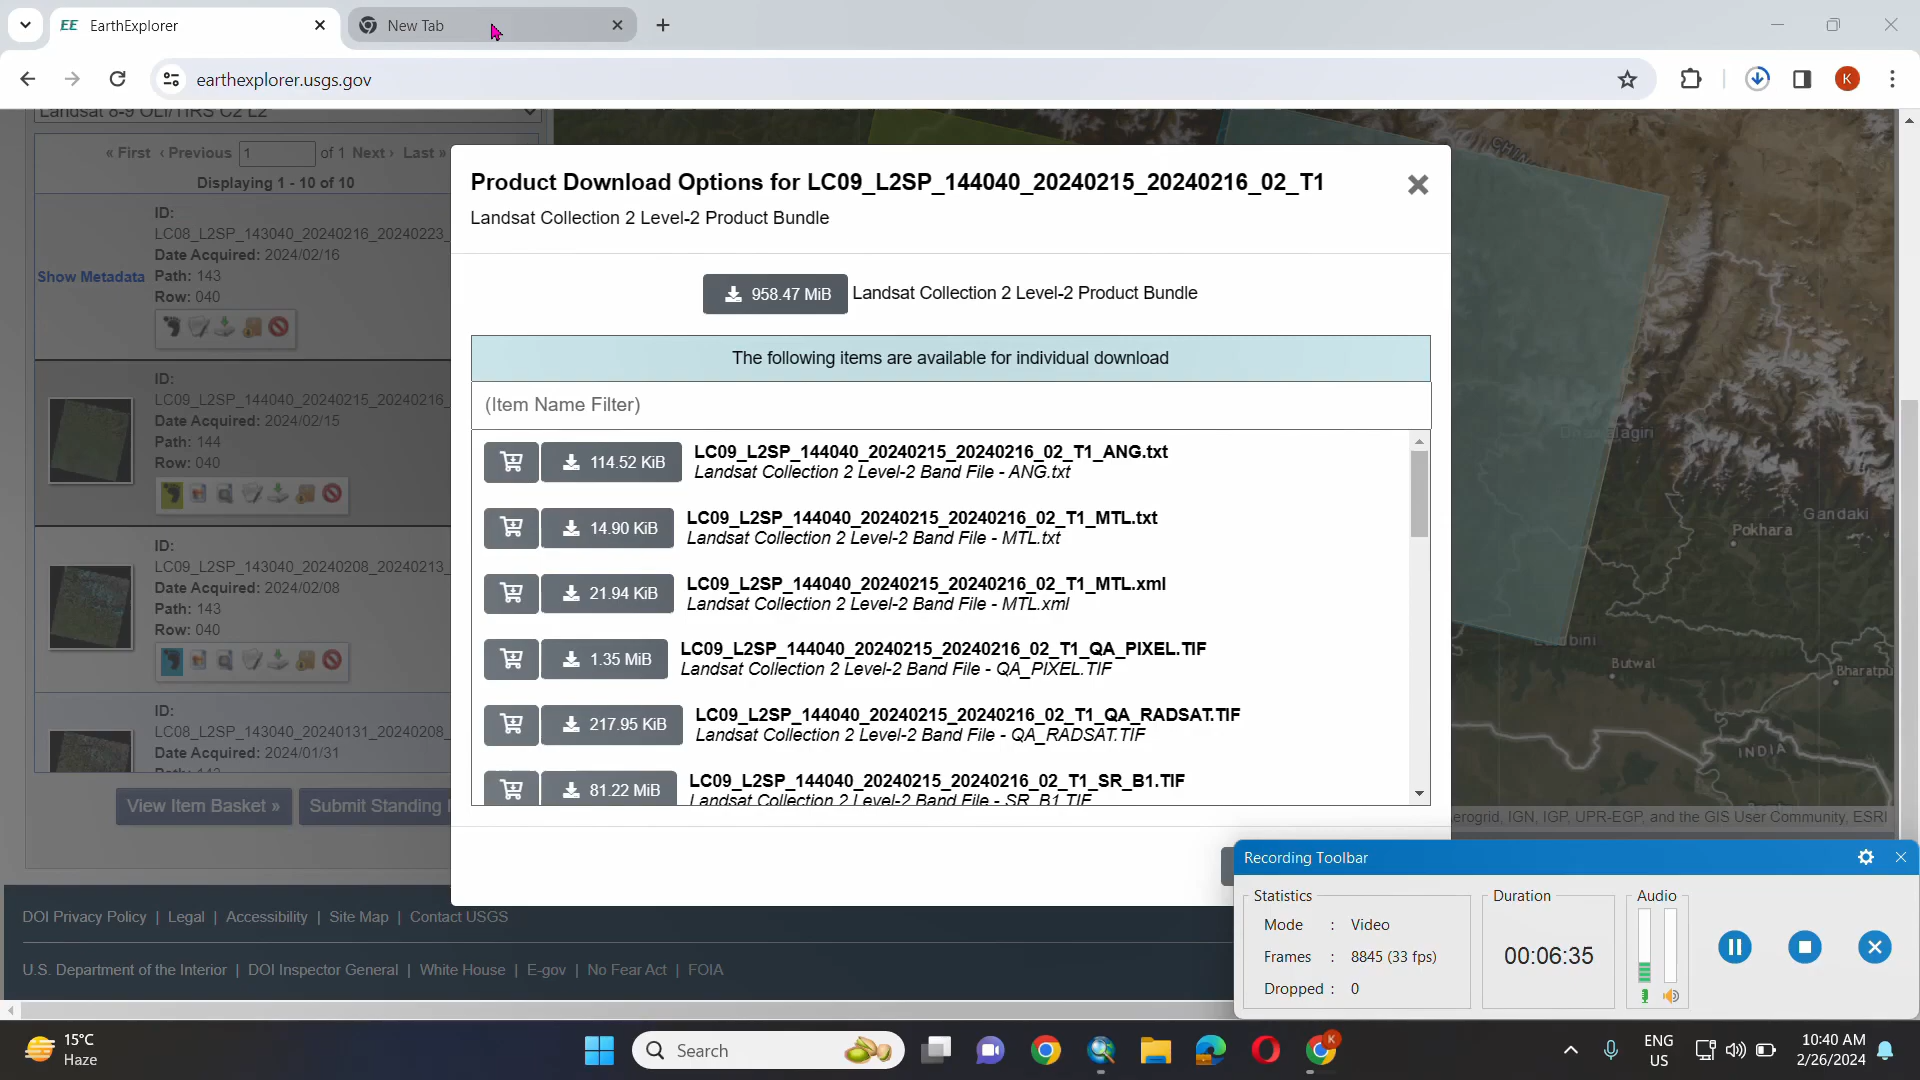 EE EarthExplorer
New Tab
earthexplorer.usgs.gov
K
Landsat 8-9 OLI/TIRS C2 L2
« First ‹ Previous 1 of 1 Next › Last »
Displaying 1 - 10 of 10
ID:
LC08_L2SP_143040_20240216_20240223_
Date Acquired: 2024/02/16
Show Metadata
Path: 143
Row: 040
ID:
LC09_L2SP_144040_20240215_20240216_
Date Acquired: 2024/02/15
Path: 144
Row: 040
ID:
LC09_L2SP_143040_20240208_20240213_
Date Acquired: 2024/02/08
Path: 143
Row: 040
ID:
LC08_L2SP_143040_20240131_20240208_
Date Acquired: 2024/01/31
View Item Basket »
Submit Standing
Product Download Options for LC09_L2SP_144040_20240215_20240216_02_T1
Landsat Collection 2 Level-2 Product Bundle
958.47 MiB Landsat Collection 2 Level-2 Product Bundle
The following items are available for individual download
(Item Name Filter)
114.52 KiB LC09_L2SP_144040_20240215_20240216_02_T1_ANG.txt
Landsat Collection 2 Level-2 Band File - ANG.txt
14.90 KiB LC09_L2SP_144040_20240215_20240216_02_T1_MTL.txt
Landsat Collection 2 Level-2 Band File - MTL.txt
21.94 KiB LC09_L2SP_144040_20240215_20240216_02_T1_MTL.xml
Landsat Collection 2 Level-2 Band File - MTL.xml
1.35 MiB LC09_L2SP_144040_20240215_20240216_02_T1_QA_PIXEL.TIF
Landsat Collection 2 Level-2 Band File - QA_PIXEL.TIF
217.95 KiB LC09_L2SP_144040_20240215_20240216_02_T1_QA_RADSAT.TIF
Landsat Collection 2 Level-2 Band File - QA_RADSAT.TIF
81.22 MiB LC09_L2SP_144040_20240215_20240216_02_T1_SR_B1.TIF
Landsat Collection 2 Level-2 Band File - SR_B1.TIF
Pokhara
Gandaki
Butwal
INDIA
IGN, IGP, UPR-EGP, and the GIS User Community, ESRI
DOI Privacy Policy | Legal | Accessibility | Site Map | Contact USGS
U.S. Department of the Interior | DOI Inspector General | White House | E-gov | No Fear Act | FOIA
Recording Toolbar
Statistics
Mode : Video
Frames : 8845 (33 fps)
Dropped : 0
Duration
00:06:35
Audio
15°C
Haze
Search
K
ENG
US
10:40 AM
2/26/2024